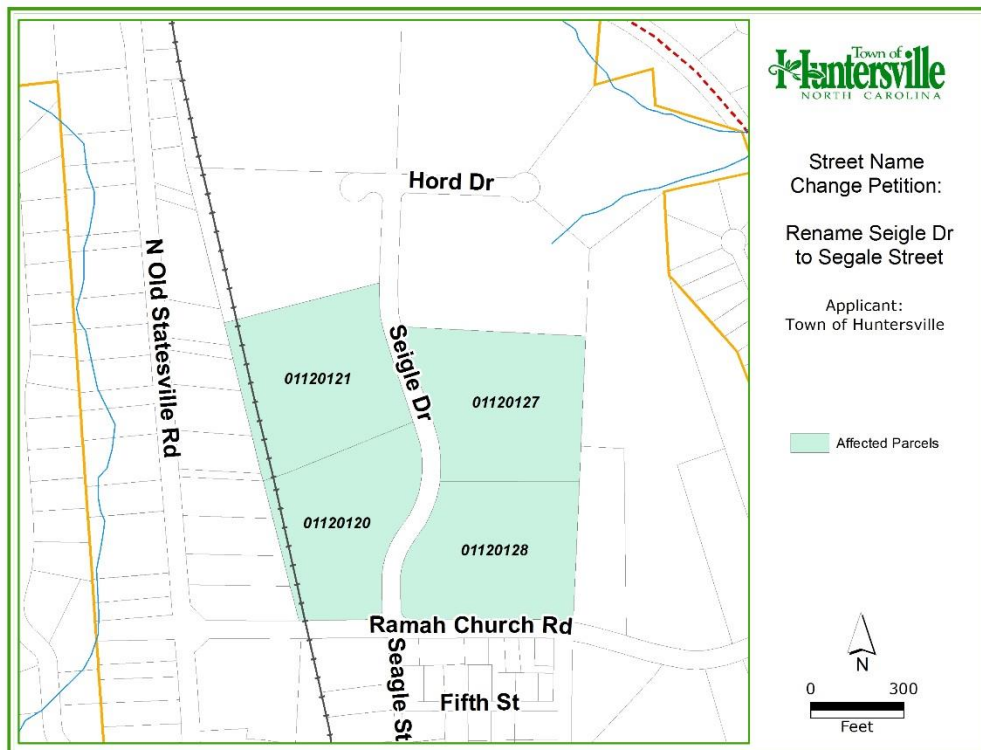 Town of
Huntersville
NORTH CAROLINA
Street Name
Change Petition:
Rename Seigle Dr
to Segale Street
Applicant:
Town of Huntersville
Affected Parcels
N
0 300
Feet
Hord Dr
N Old Statesville Rd
Seigle Dr
01120121
01120127
01120120
01120128
Ramah Church Rd
Seagle St
Fifth St